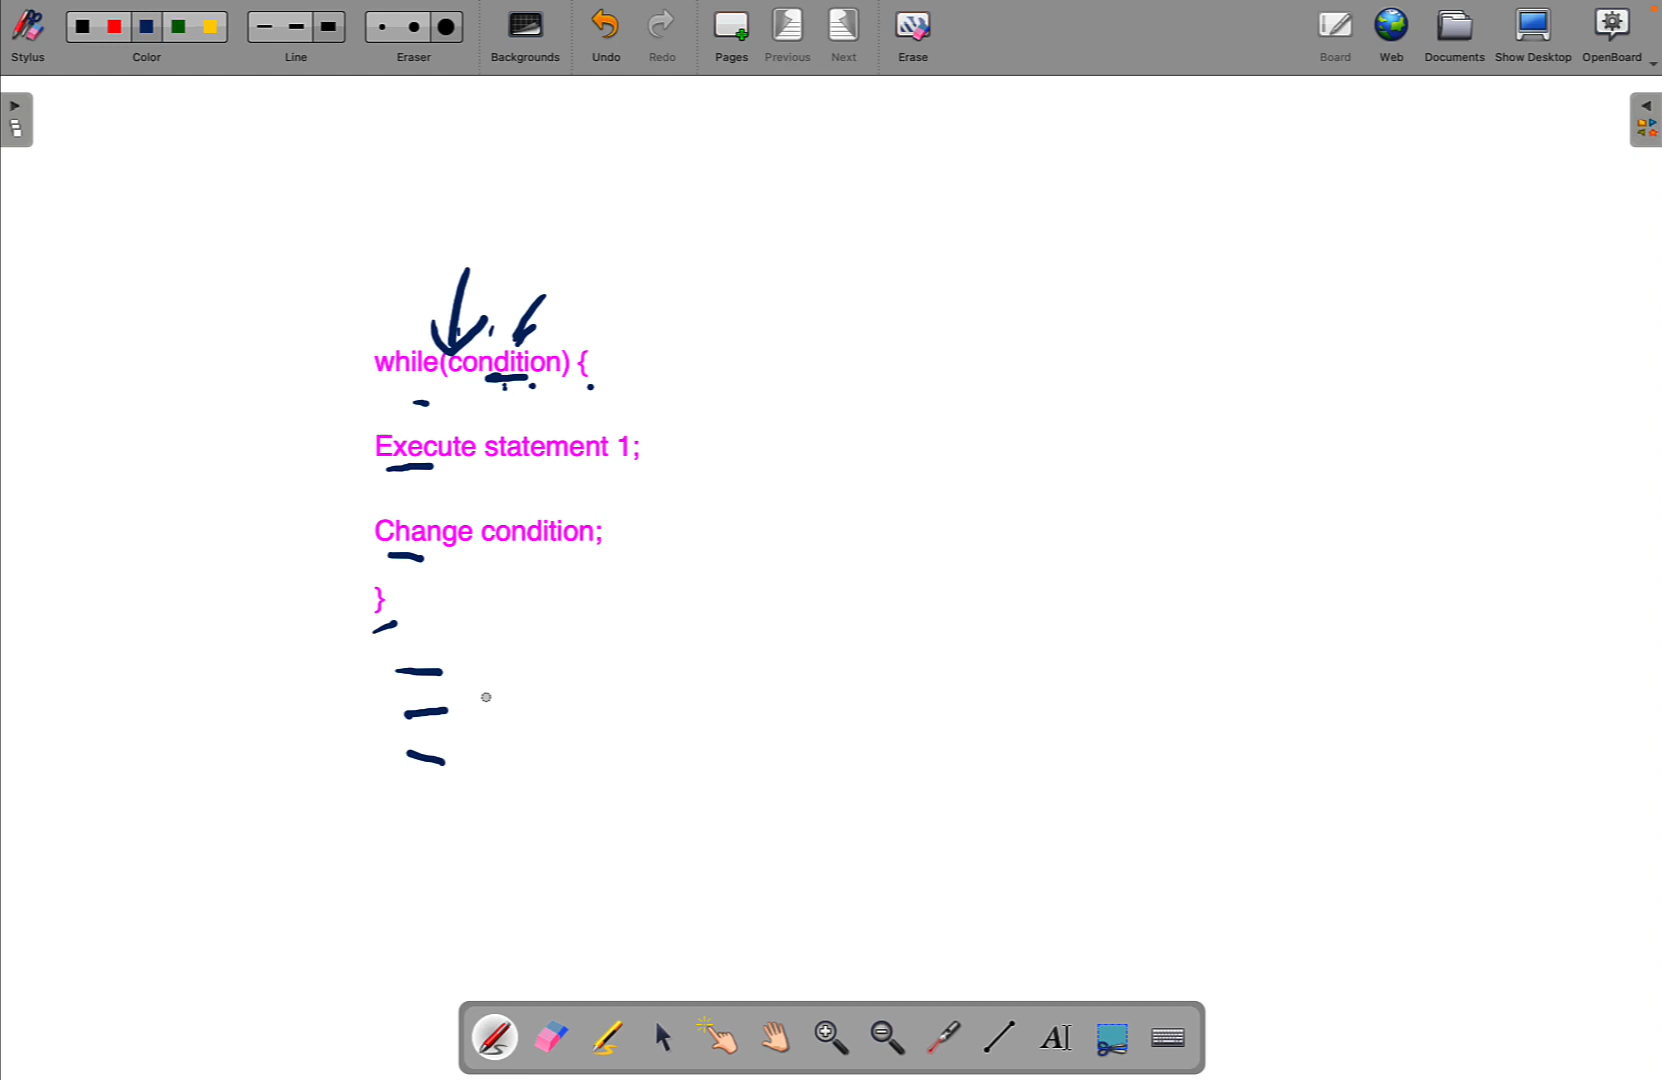 Stylus
Color
Line
Eraser
Backgrounds
Undo
Redo
Pages
Previous
Next
Erase
Board
Web
Documents
Show Desktop
OpenBoard
while(condition) {
Execute statement 1;
Change condition;
}
AI